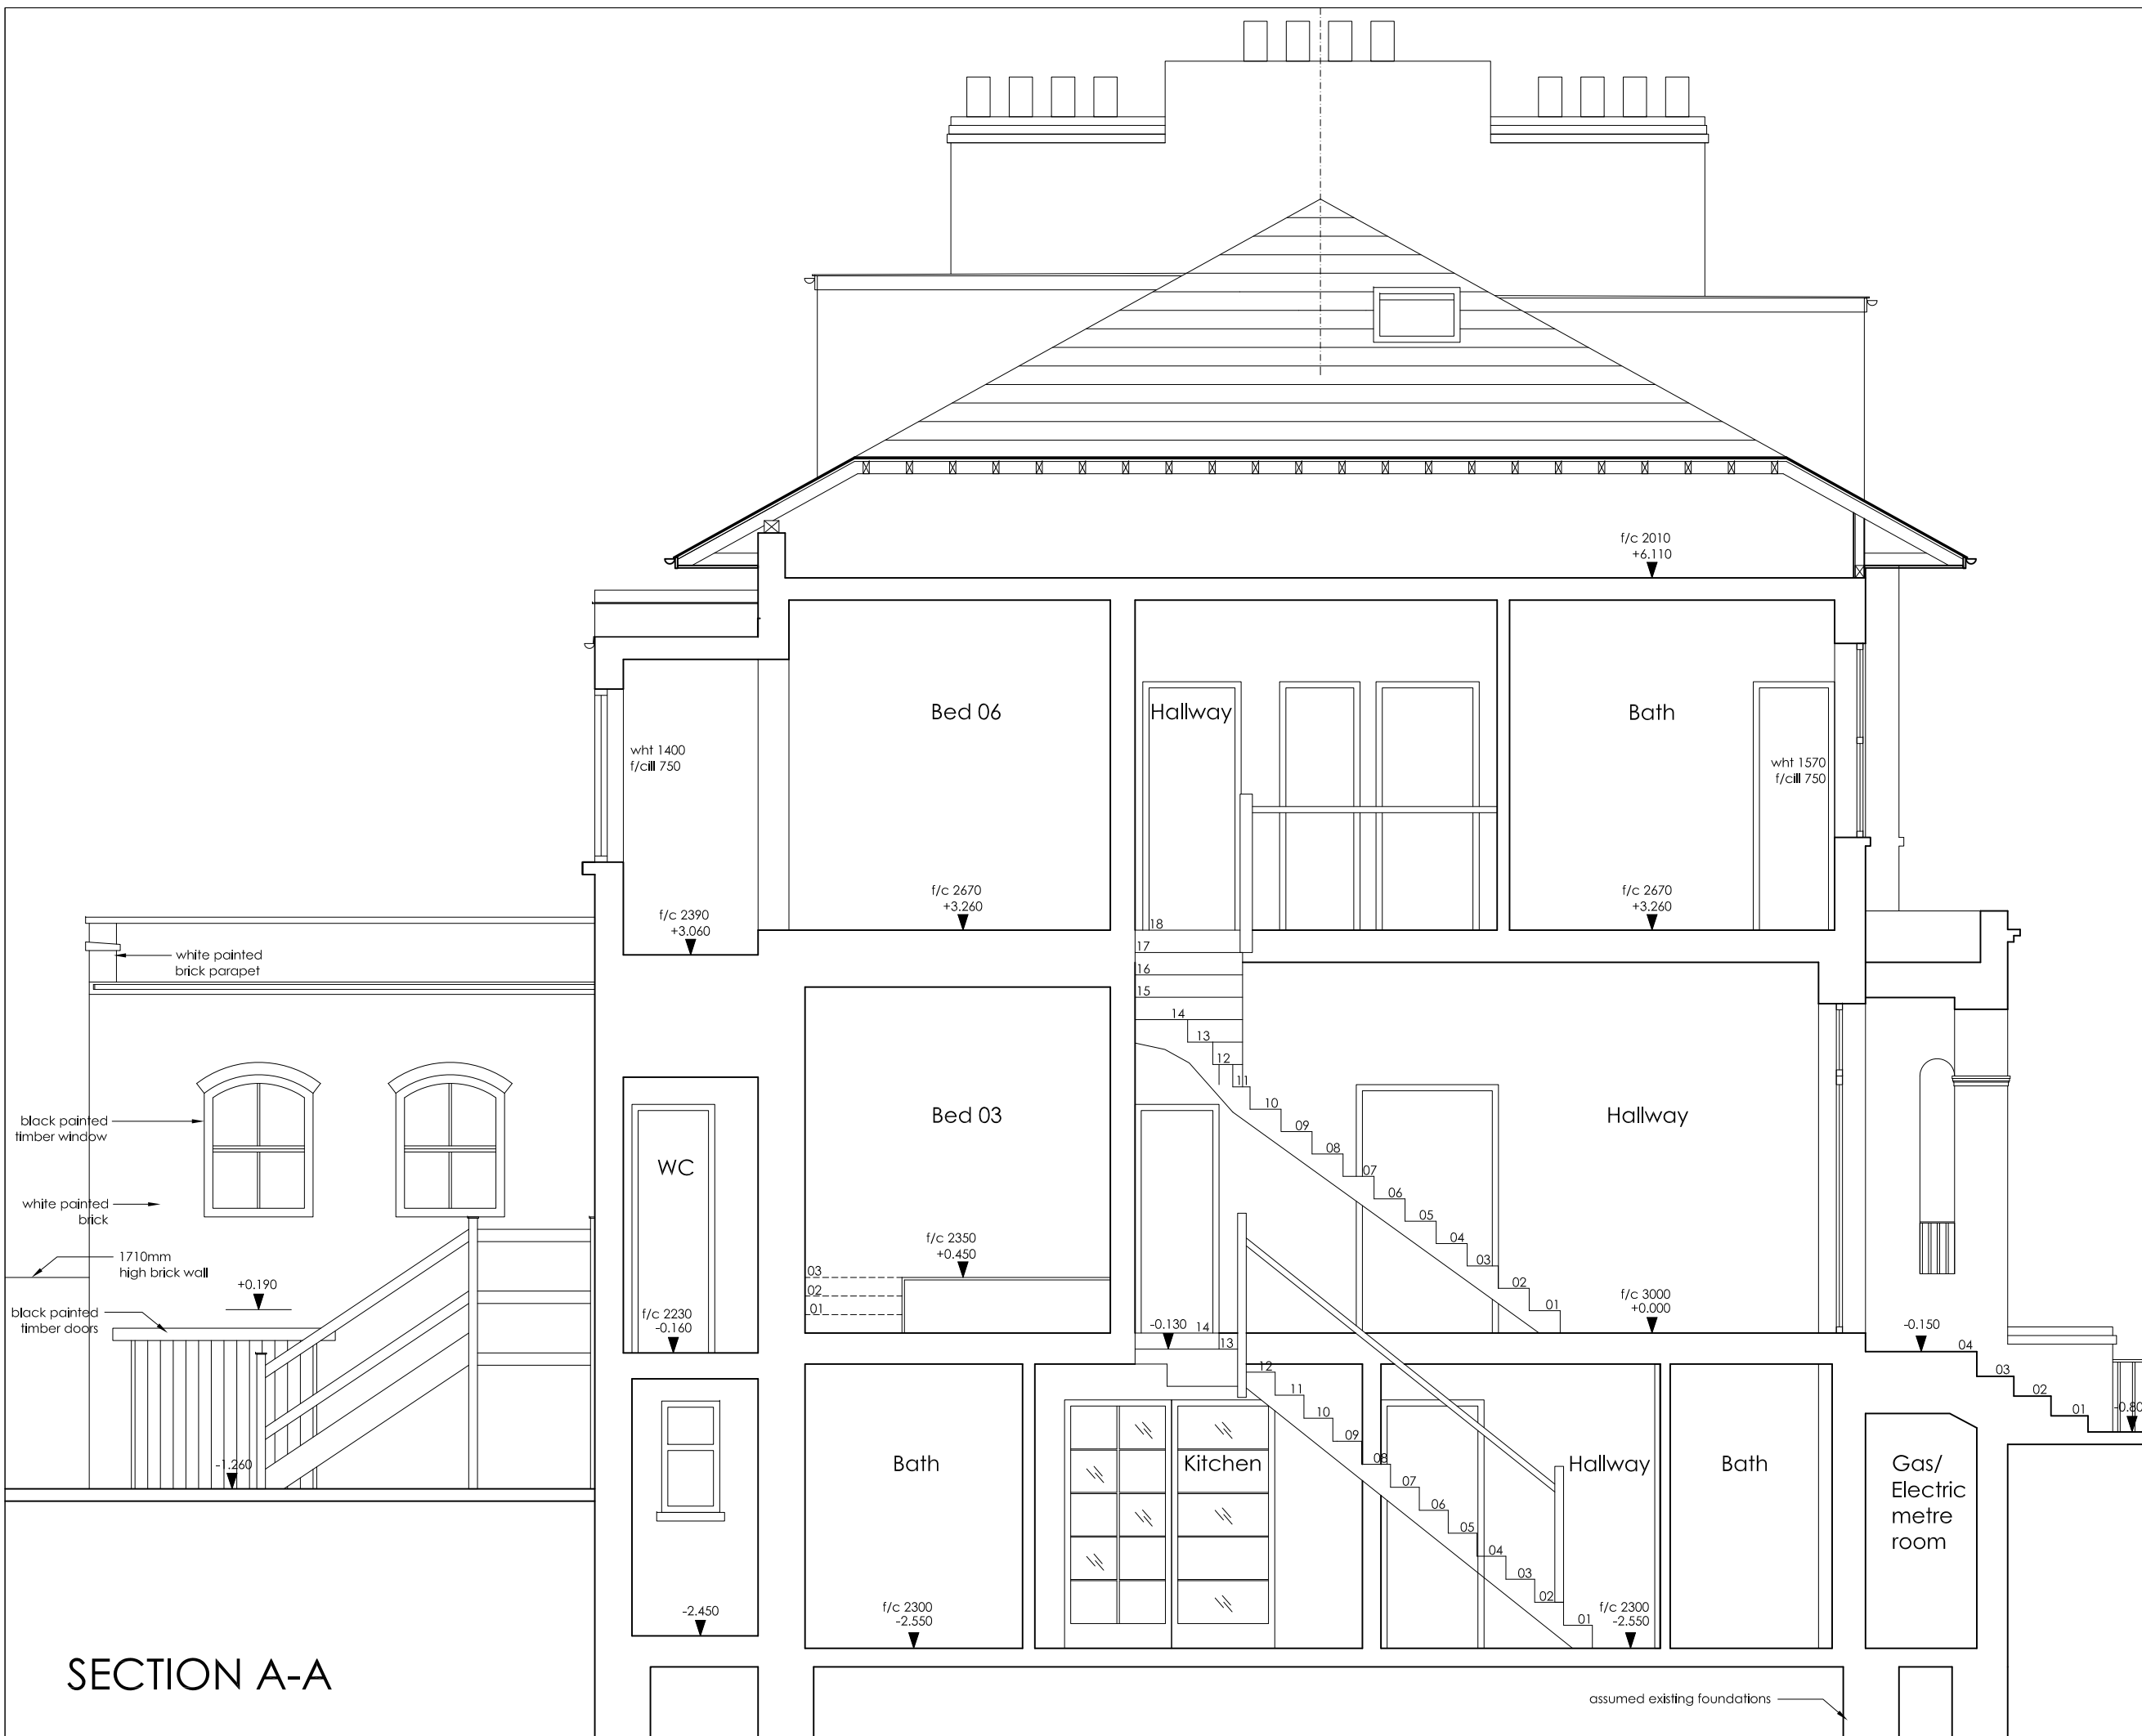 f/c 2010
+6.110
Bed 06
Hallway
Bath
wht 1400
f/cill 750
wht 1570
f/cill 750
f/c 2390
+3.060
f/c 2670
+3.260
f/c 2670
+3.260
18
17
16
15
14
13
12
11
10
09
08
07
06
05
04
03
02
01
white painted
brick parapet
black painted
timber window
white painted
brick
1710mm
high brick wall
+0.190
black painted
timber doors
-1.260
WC
f/c 2230
-0.160
Bed 03
f/c 2350
+0.450
03
02
01
Hallway
f/c 3000
+0.000
-0.130
14
13
12
11
10
09
08
07
06
05
04
03
02
01
-0.150
04
03
02
01
Bath
Kitchen
Hallway
Bath
Gas/
Electric
metre
room
-2.450
f/c 2300
-2.550
f/c 2300
-2.550
SECTION A-A
assumed existing foundations